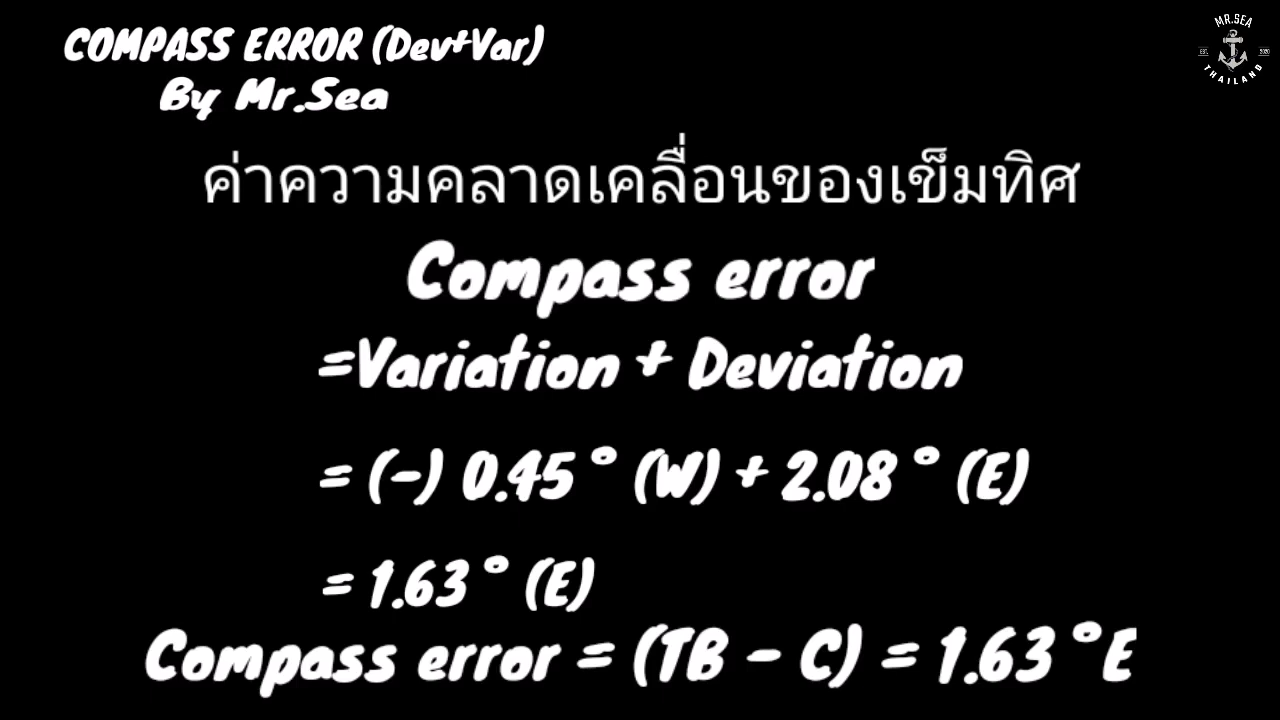 COMPASS ERROR (Dev+Var)
By Mr.Sea
MR.SEA
EST. 2020
THAILAND
ค่าความคลาดเคลื่อนของเข็มทิศ
Compass error
=Variation + Deviation
= (-) 0.45° (W) + 2.08° (E)
= 1.63° (E)
Compass error = (TB - C) = 1.63°E